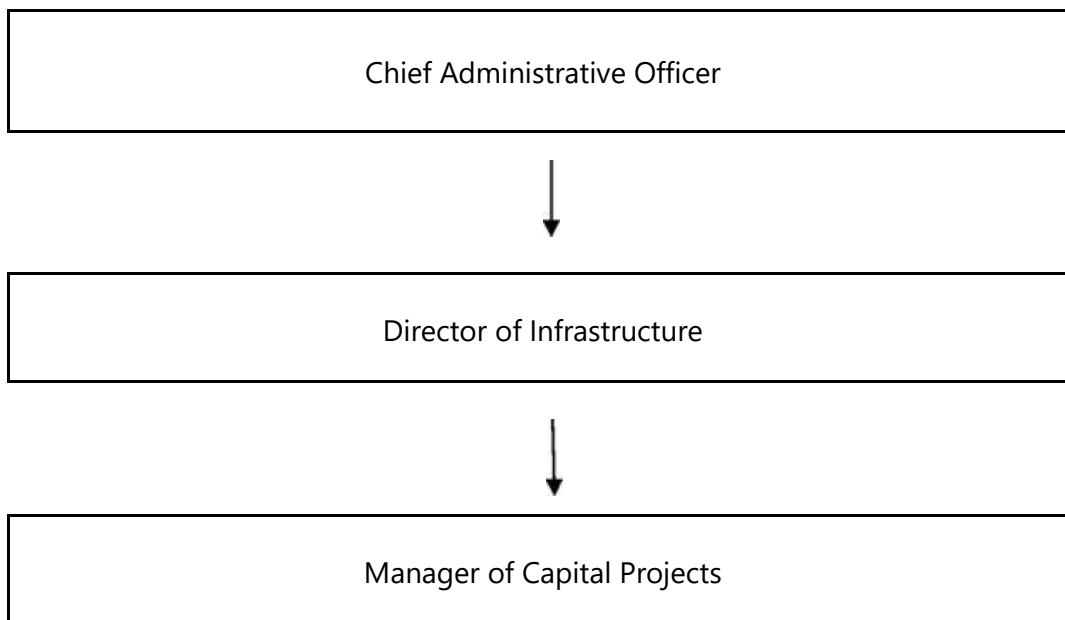 Chief Administrative Officer
Director of Infrastructure
Manager of Capital Projects